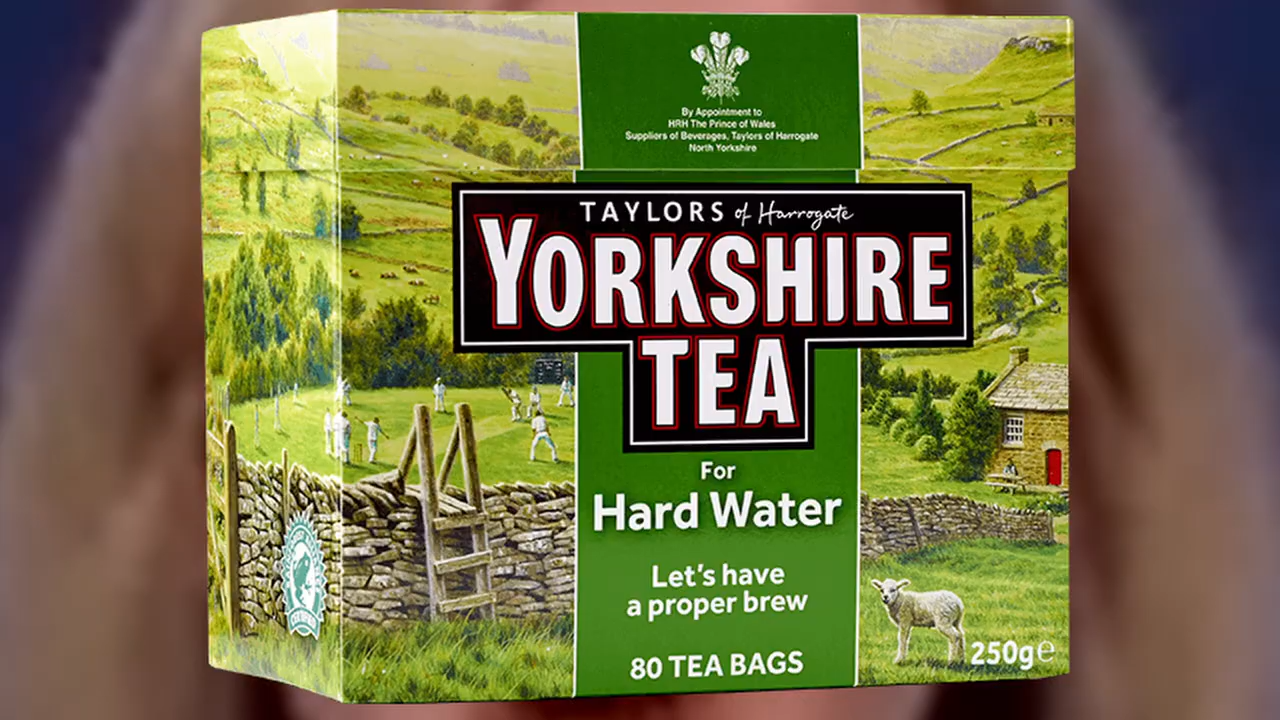 By Appointment to
HRH The Prince of Wales
Suppliers of Beverages, Taylors of Harrogate
North Yorkshire
TAYLORS of Harrogate
YORKSHIRE
TEA
For
Hard Water
Let's have
a proper brew
80 TEA BAGS
250g℮